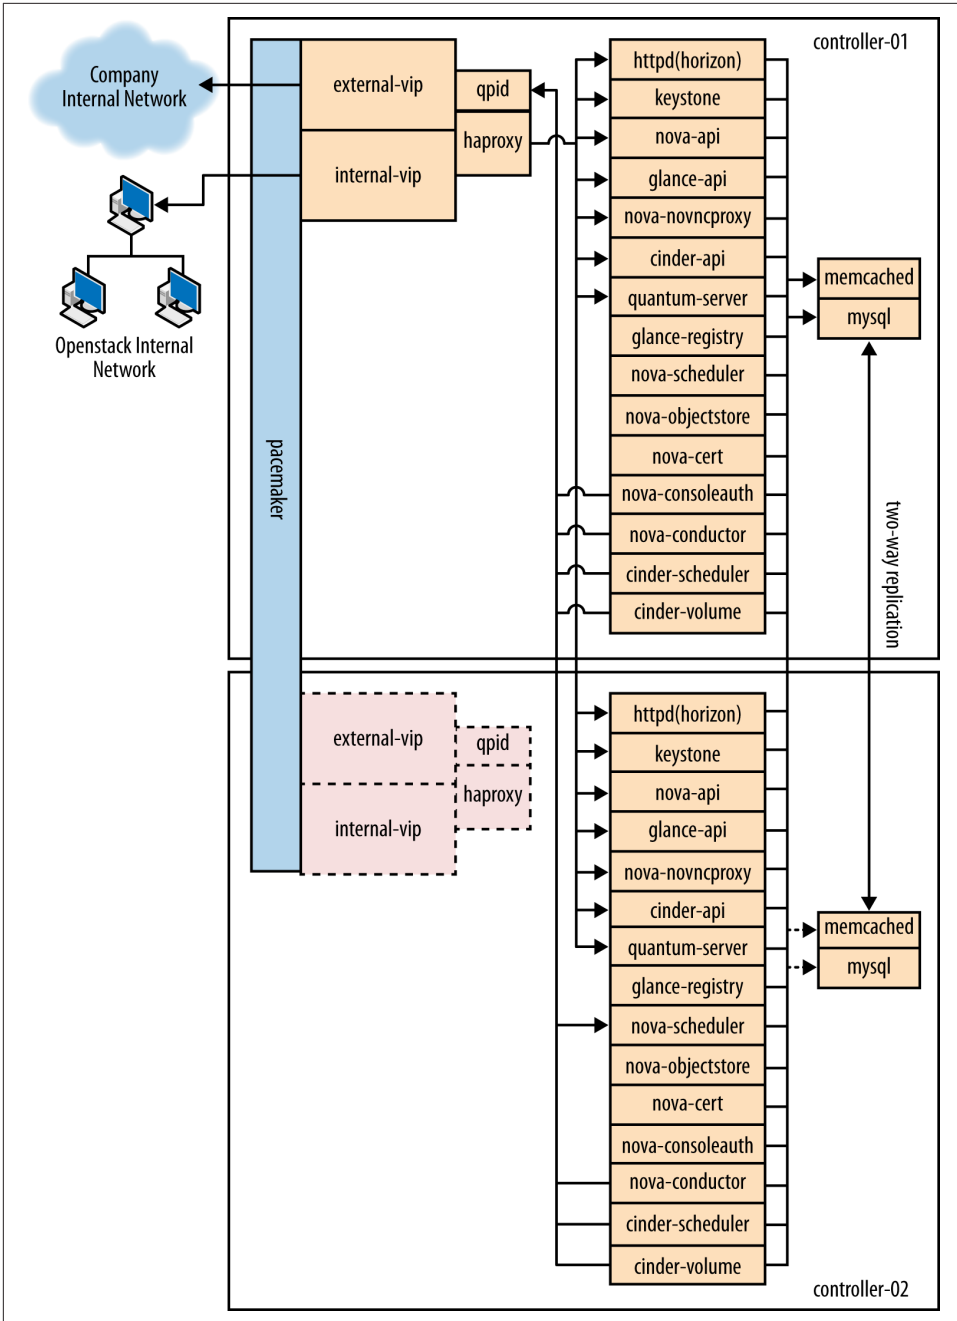 controller-01
Company
Internal Network
external-vip
qpid
haproxy
internal-vip
Openstack Internal
Network
pacemaker
httpd(horizon)
keystone
nova-api
glance-api
nova-novncproxy
cinder-api
quantum-server
glance-registry
nova-scheduler
nova-objectstore
nova-cert
nova-consoleauth
nova-conductor
cinder-scheduler
cinder-volume
memcached
mysql
two-way replication
external-vip
qpid
haproxy
internal-vip
httpd(horizon)
keystone
nova-api
glance-api
nova-novncproxy
cinder-api
quantum-server
glance-registry
nova-scheduler
nova-objectstore
nova-cert
nova-consoleauth
nova-conductor
cinder-scheduler
cinder-volume
memcached
mysql
controller-02